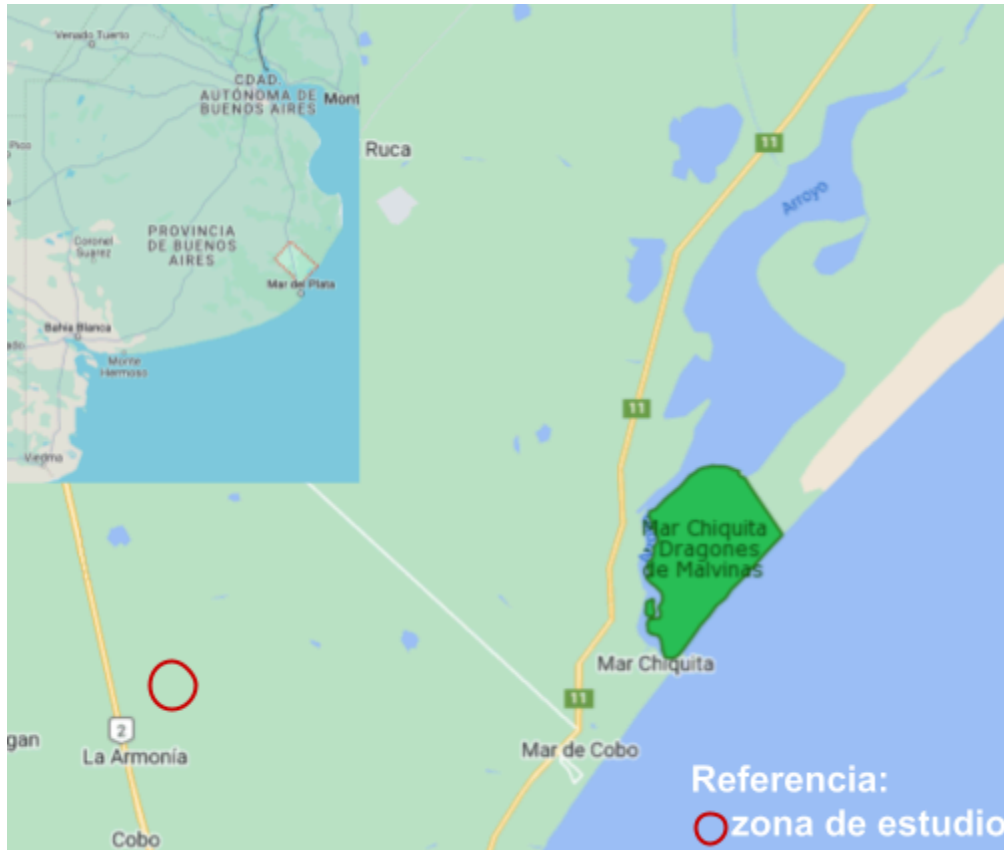 Venado Tuerto
CDAD.
AUTÓNOMA DE
BUENOS AIRES
Mont
Pico
Ruca
11
Arroyo
PROVINCIA
DE BUENOS
AIRES
Coronel
Suarez
Mar del Plata
Bahía Blanca
ado
Monte
Hermoso
11
Viedma
Mar Chiquita
Dragones
de Malvinas
Mar Chiquita
11
2
gan
La Armonía
Mar de Cobo
Referencia:
zona de estudio
Cobo